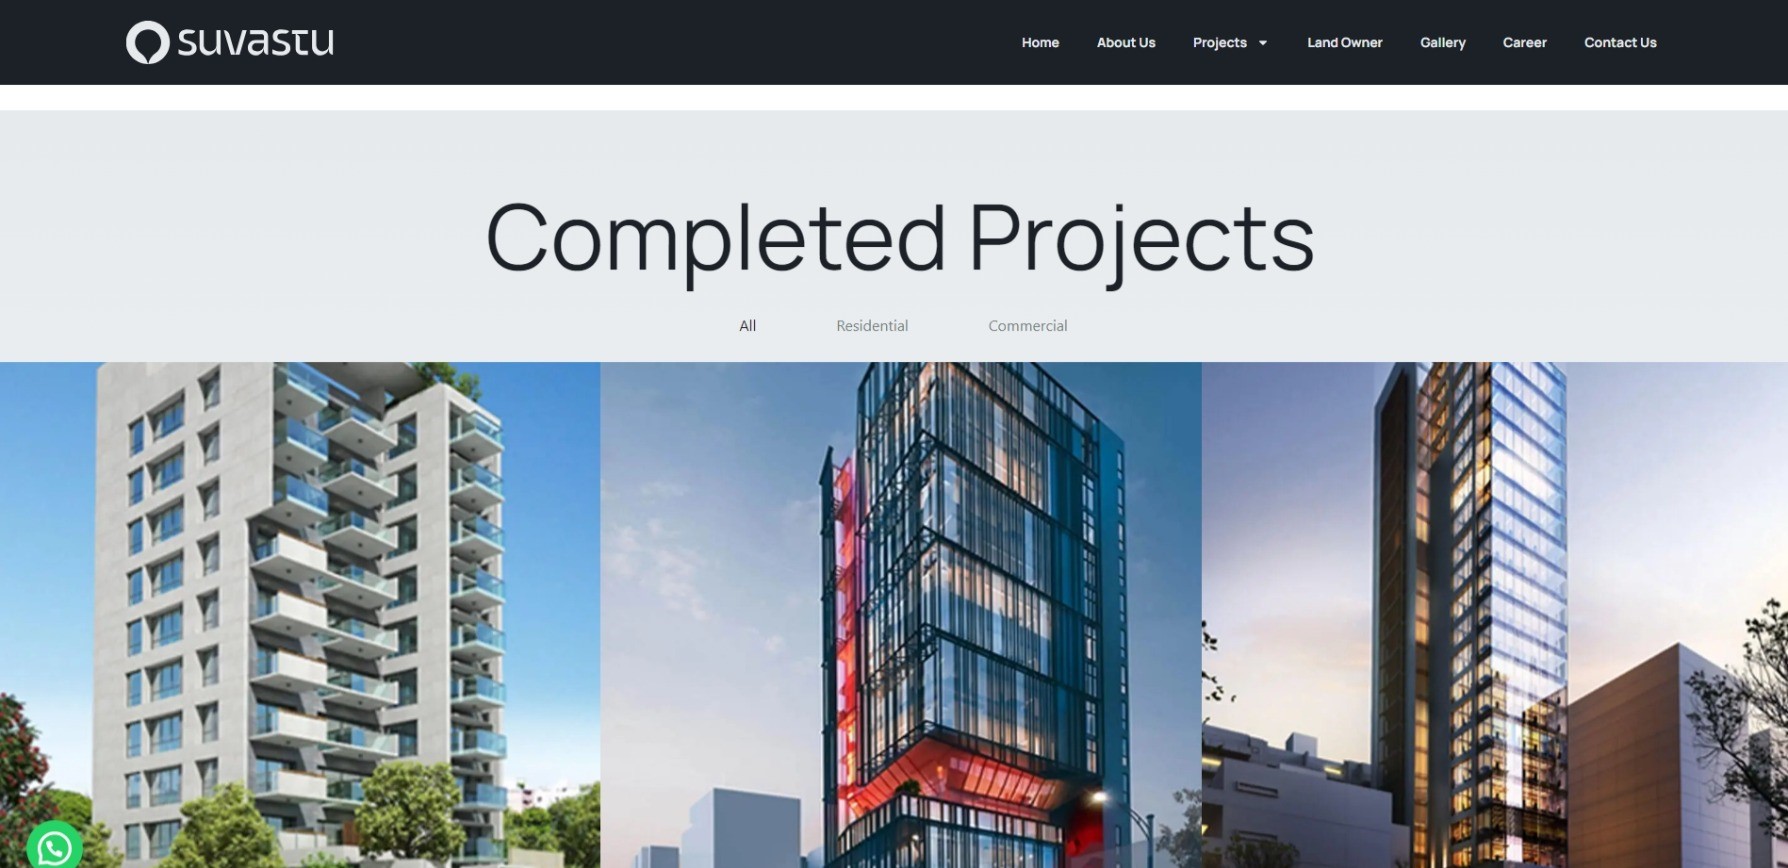 suvastu
Home About Us Projects Land Owner Gallery Career Contact Us
Completed Projects
All Residential Commercial